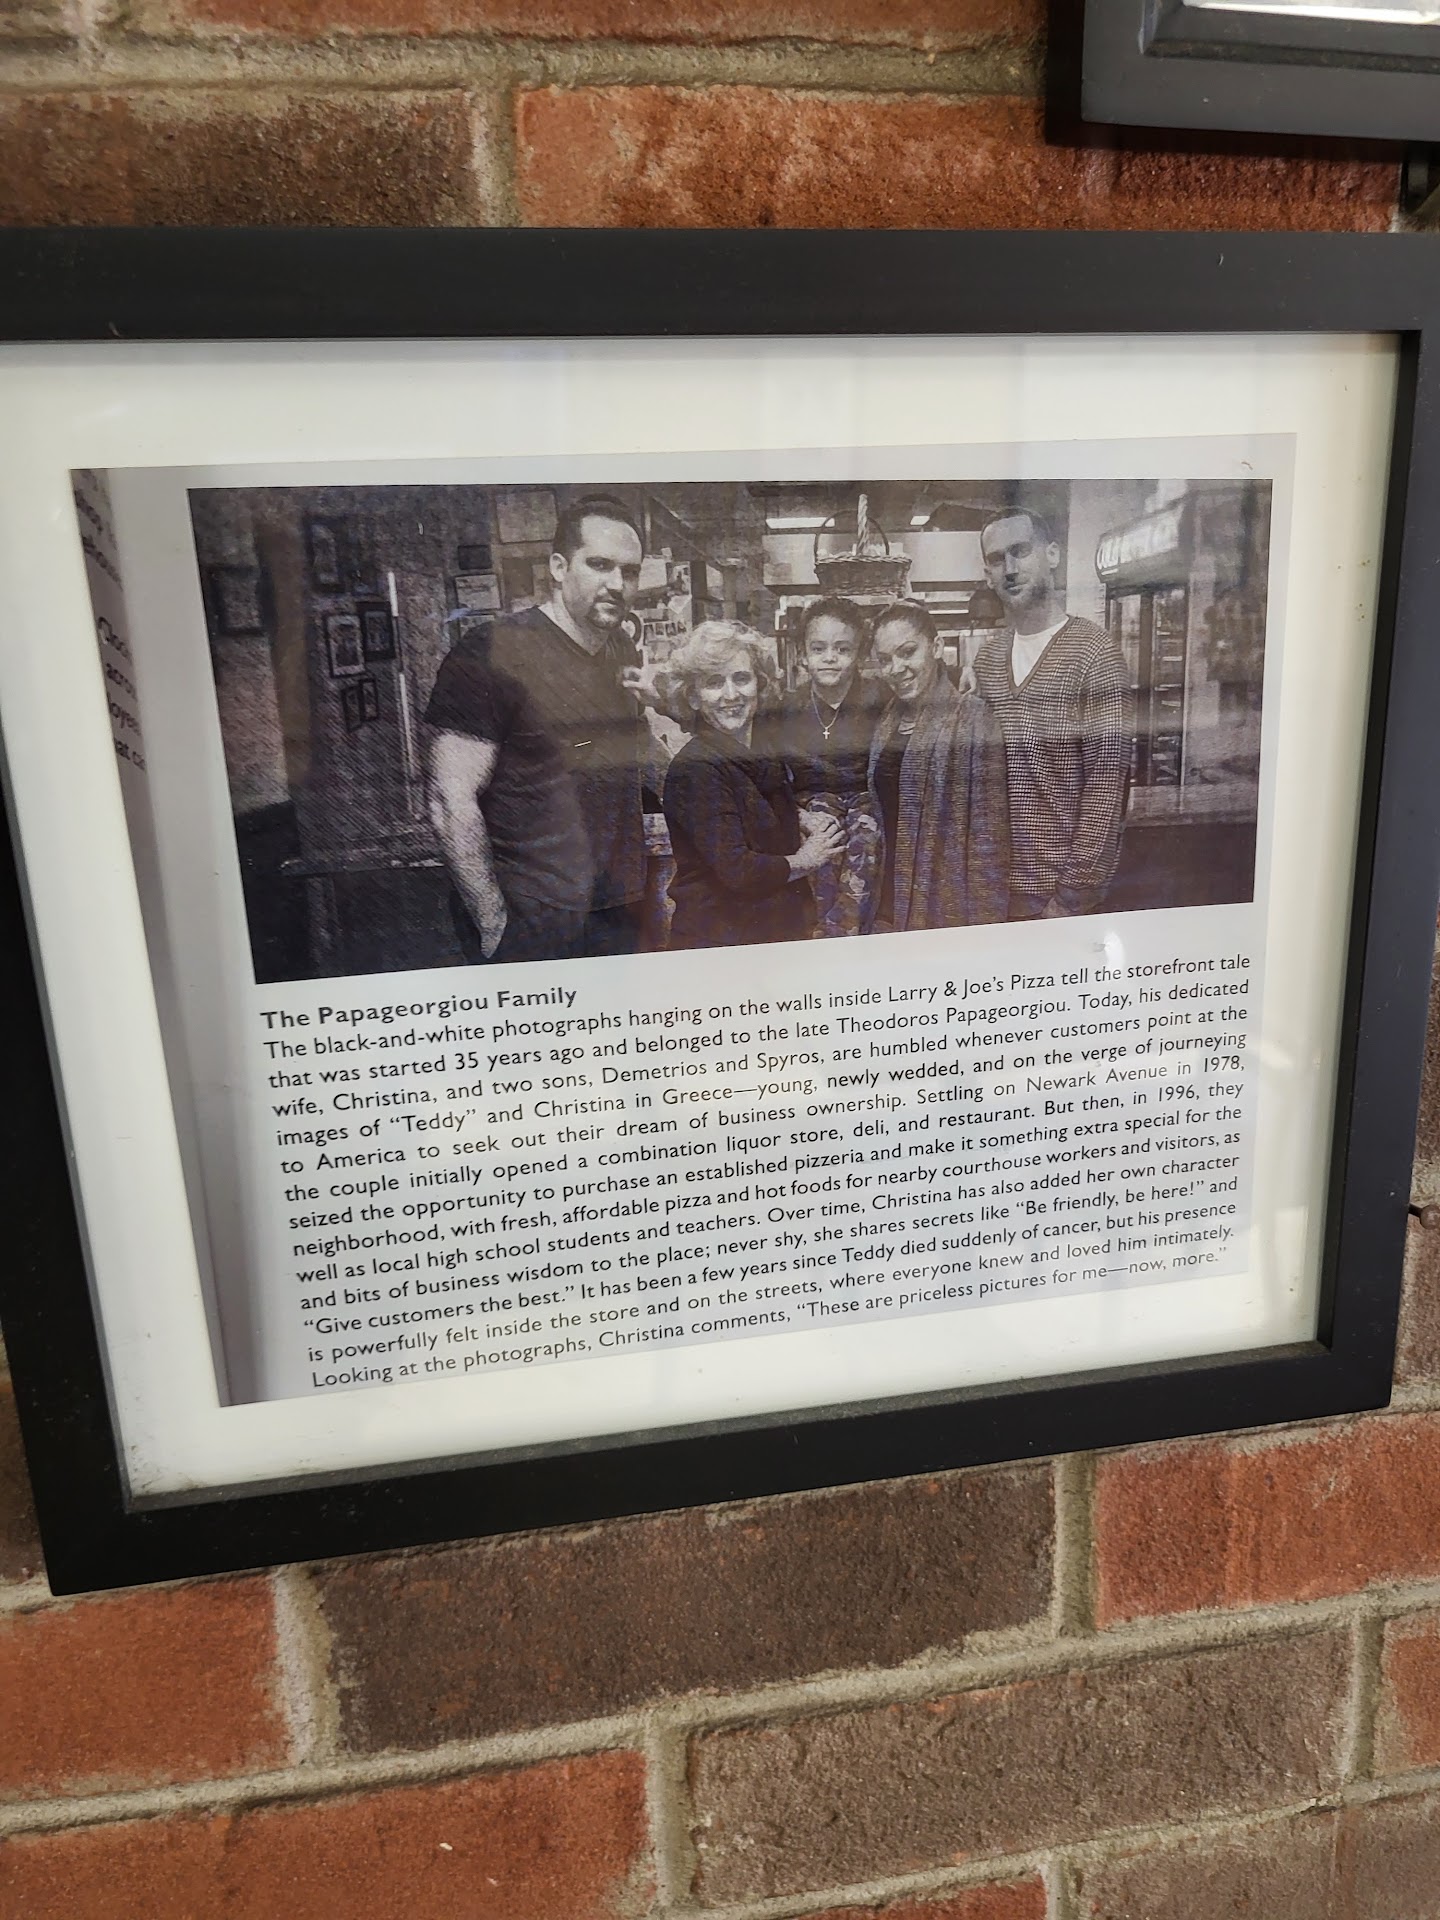 The Papageorgiou Family
The black-and-white photographs hanging on the walls inside Larry & Joe's Pizza tell the storefront tale
that was started 35 years ago and belonged to the late Theodoros Papageorgiou. Today, his dedicated
wife, Christina, and two sons, Demetrios and Spyros, are humbled whenever customers point at the
images of “Teddy” and Christina in Greece—young, newly wedded, and on the verge of journeying
to America to seek out their dream of business ownership. Settling on Newark Avenue in 1978,
the couple initially opened a combination liquor store, deli, and restaurant. But then, in 1996, they
seized the opportunity to purchase an established pizzeria and make it something extra special for the
neighborhood, with fresh, affordable pizza and hot foods for nearby courthouse workers and visitors, as
well as local high school students and teachers. Over time, Christina has also added her own character
and bits of business wisdom to the place; never shy, she shares secrets like “Be friendly, be here!” and
“Give customers the best.” It has been a few years since Teddy died suddenly of cancer, but his presence
is powerfully felt inside the store and on the streets, where everyone knew and loved him intimately.
Looking at the photographs, Christina comments, “These are priceless pictures for me—now, more.”